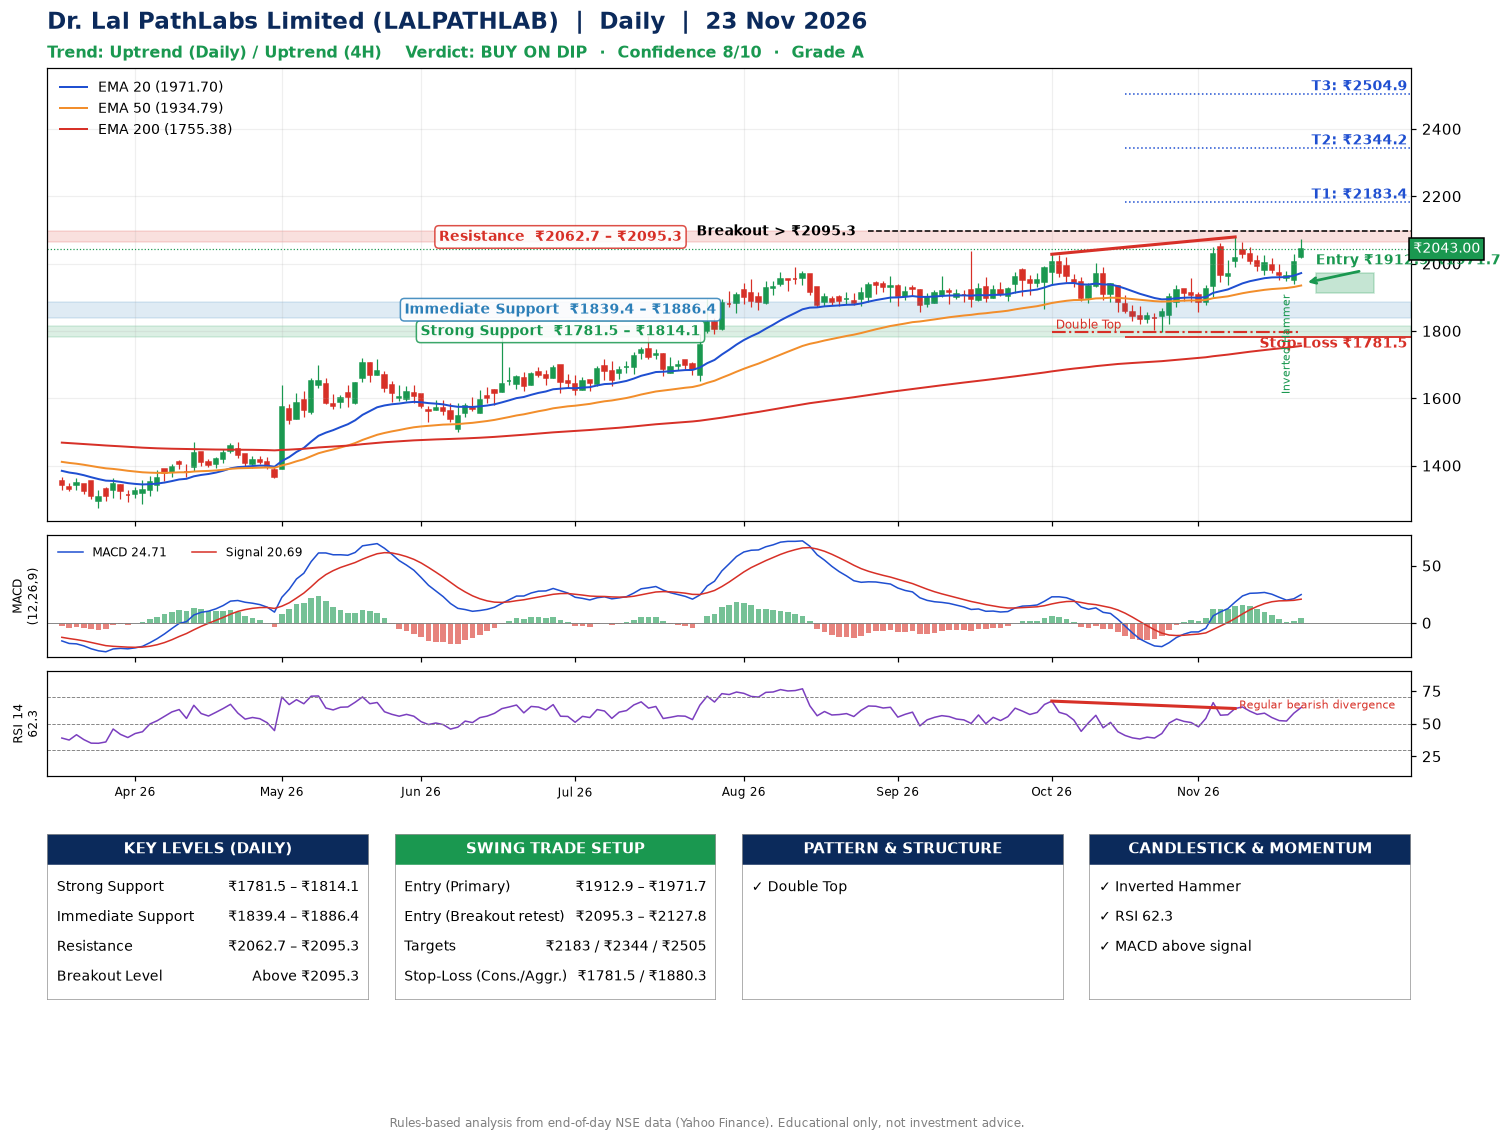 Dr. Lal PathLabs Limited (LALPATHLAB) | Daily | 23 Nov 2026
Trend: Uptrend (Daily) / Uptrend (4H) Verdict: BUY ON DIP · Confidence 8/10 · Grade A
EMA 20 (1971.70)
EMA 50 (1934.79)
EMA 200 (1755.38)
T3: ₹2504.9
T2: ₹2344.2
T1: ₹2183.4
Resistance ₹2062.7 – ₹2095.3
Breakout > ₹2095.3
₹2043.00
Entry ₹1912.9 – ₹1971.7
Immediate Support ₹1839.4 – ₹1886.4
Strong Support ₹1781.5 – ₹1814.1
Double Top
Inverted Hammer
Stop-Loss ₹1781.5
2400
2200
2000
1800
1600
1400
MACD 24.71
Signal 20.69
MACD
(12,26,9)
50
0
RSI 14
62.3
Regular bearish divergence
75
50
25
Apr 26
May 26
Jun 26
Jul 26
Aug 26
Sep 26
Oct 26
Nov 26
KEY LEVELS (DAILY)
Strong Support ₹1781.5 – ₹1814.1
Immediate Support ₹1839.4 – ₹1886.4
Resistance ₹2062.7 – ₹2095.3
Breakout Level Above ₹2095.3
SWING TRADE SETUP
Entry (Primary) ₹1912.9 – ₹1971.7
Entry (Breakout retest) ₹2095.3 – ₹2127.8
Targets ₹2183 / ₹2344 / ₹2505
Stop-Loss (Cons./Aggr.) ₹1781.5 / ₹1880.3
PATTERN & STRUCTURE
✓ Double Top
CANDLESTICK & MOMENTUM
✓ Inverted Hammer
✓ RSI 62.3
✓ MACD above signal
Rules-based analysis from end-of-day NSE data (Yahoo Finance). Educational only, not investment advice.